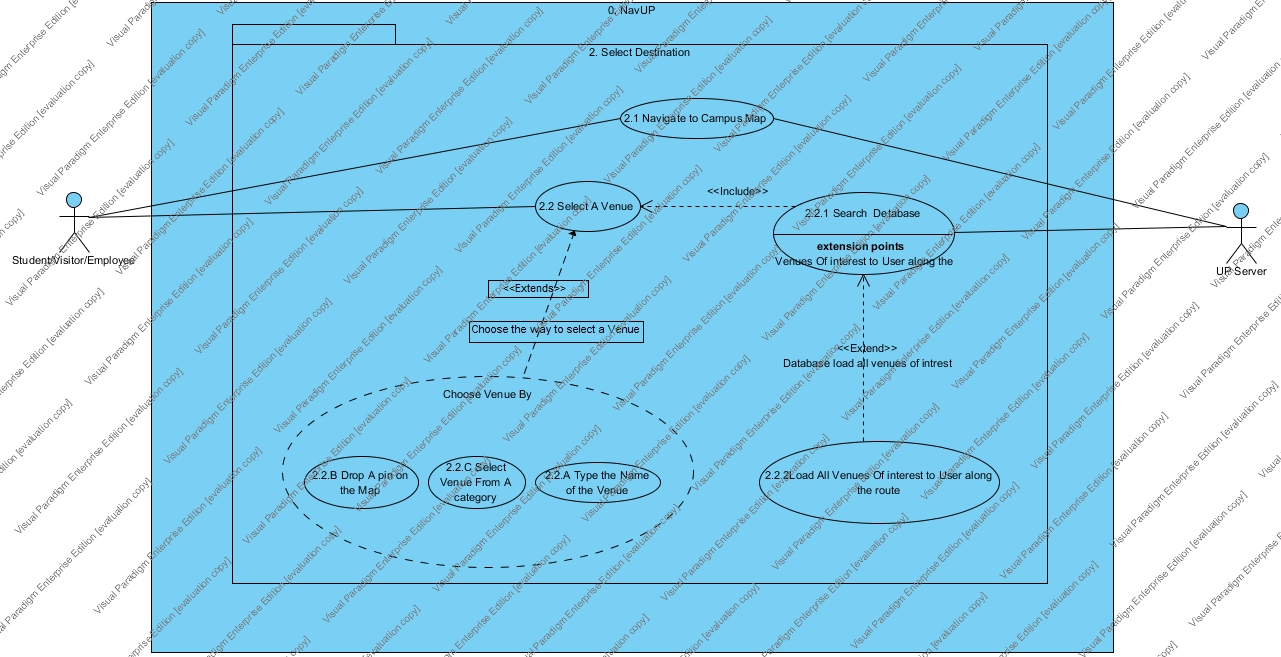 0, NavUP
2. Select Destination
2.1 Navigate to Campus Map
2.2 Select A Venue
<<Include>>
2.2.1 Search Database
extension points
Venues Of interest to User along the
Student/Visitor/Employee
UP Server
<<Extends>>
Choose the way to select a Venue
<<Extend>>
Database load all venues of intrest
Choose Venue By
2.2.B Drop A pin on
the Map
2.2.C Select
Venue From A
category
2.2.A Type the Name
of the Venue
2.2.2Load All Venues Of interest to User along
the route
Visual Paradigm Enterprise Edition [evaluation copy]